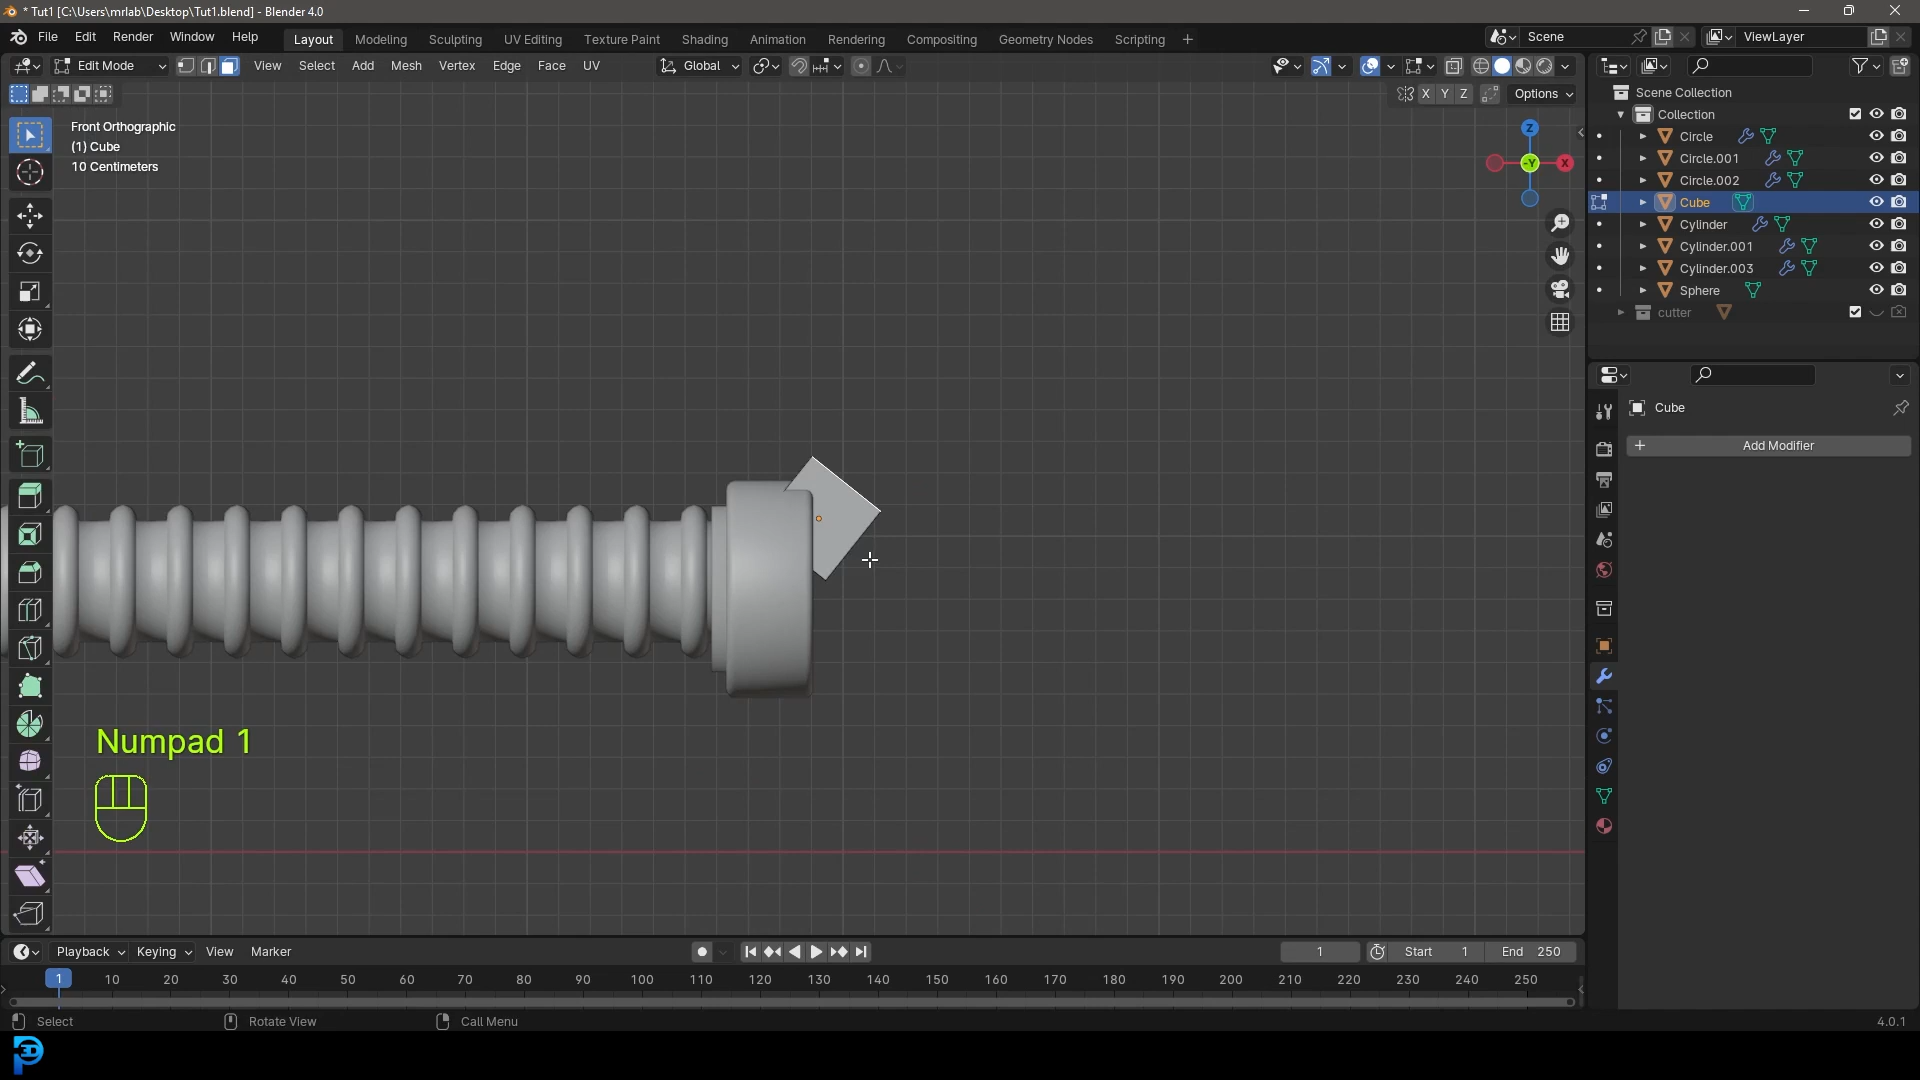 * Tut1 [C:\Users\mrlab\Desktop\Tut1.blend] - Blender 4.0
File Edit Render Window Help Layout Modeling Sculpting UV Editing Texture Paint Shading Animation Rendering Compositing Geometry Nodes Scripting + Scene ViewLayer
Edit Mode View Select Add Mesh Vertex Edge Face UV Global
X Y Z Options
Front Orthographic
(1) Cube
10 Centimeters
Z
-Y X
Scene Collection
Collection
Circle
Circle.001
Circle.002
Cube
Cylinder
Cylinder.001
Cylinder.003
Sphere
cutter
Cube
+ Add Modifier
Numpad 1
Playback Keying View Marker 1 Start 1 End 250
1 10 20 30 40 50 60 70 80 90 100 110 120 130 140 150 160 170 180 190 200 210 220 230 240 250
Select Rotate View Call Menu 4.0.1
3D